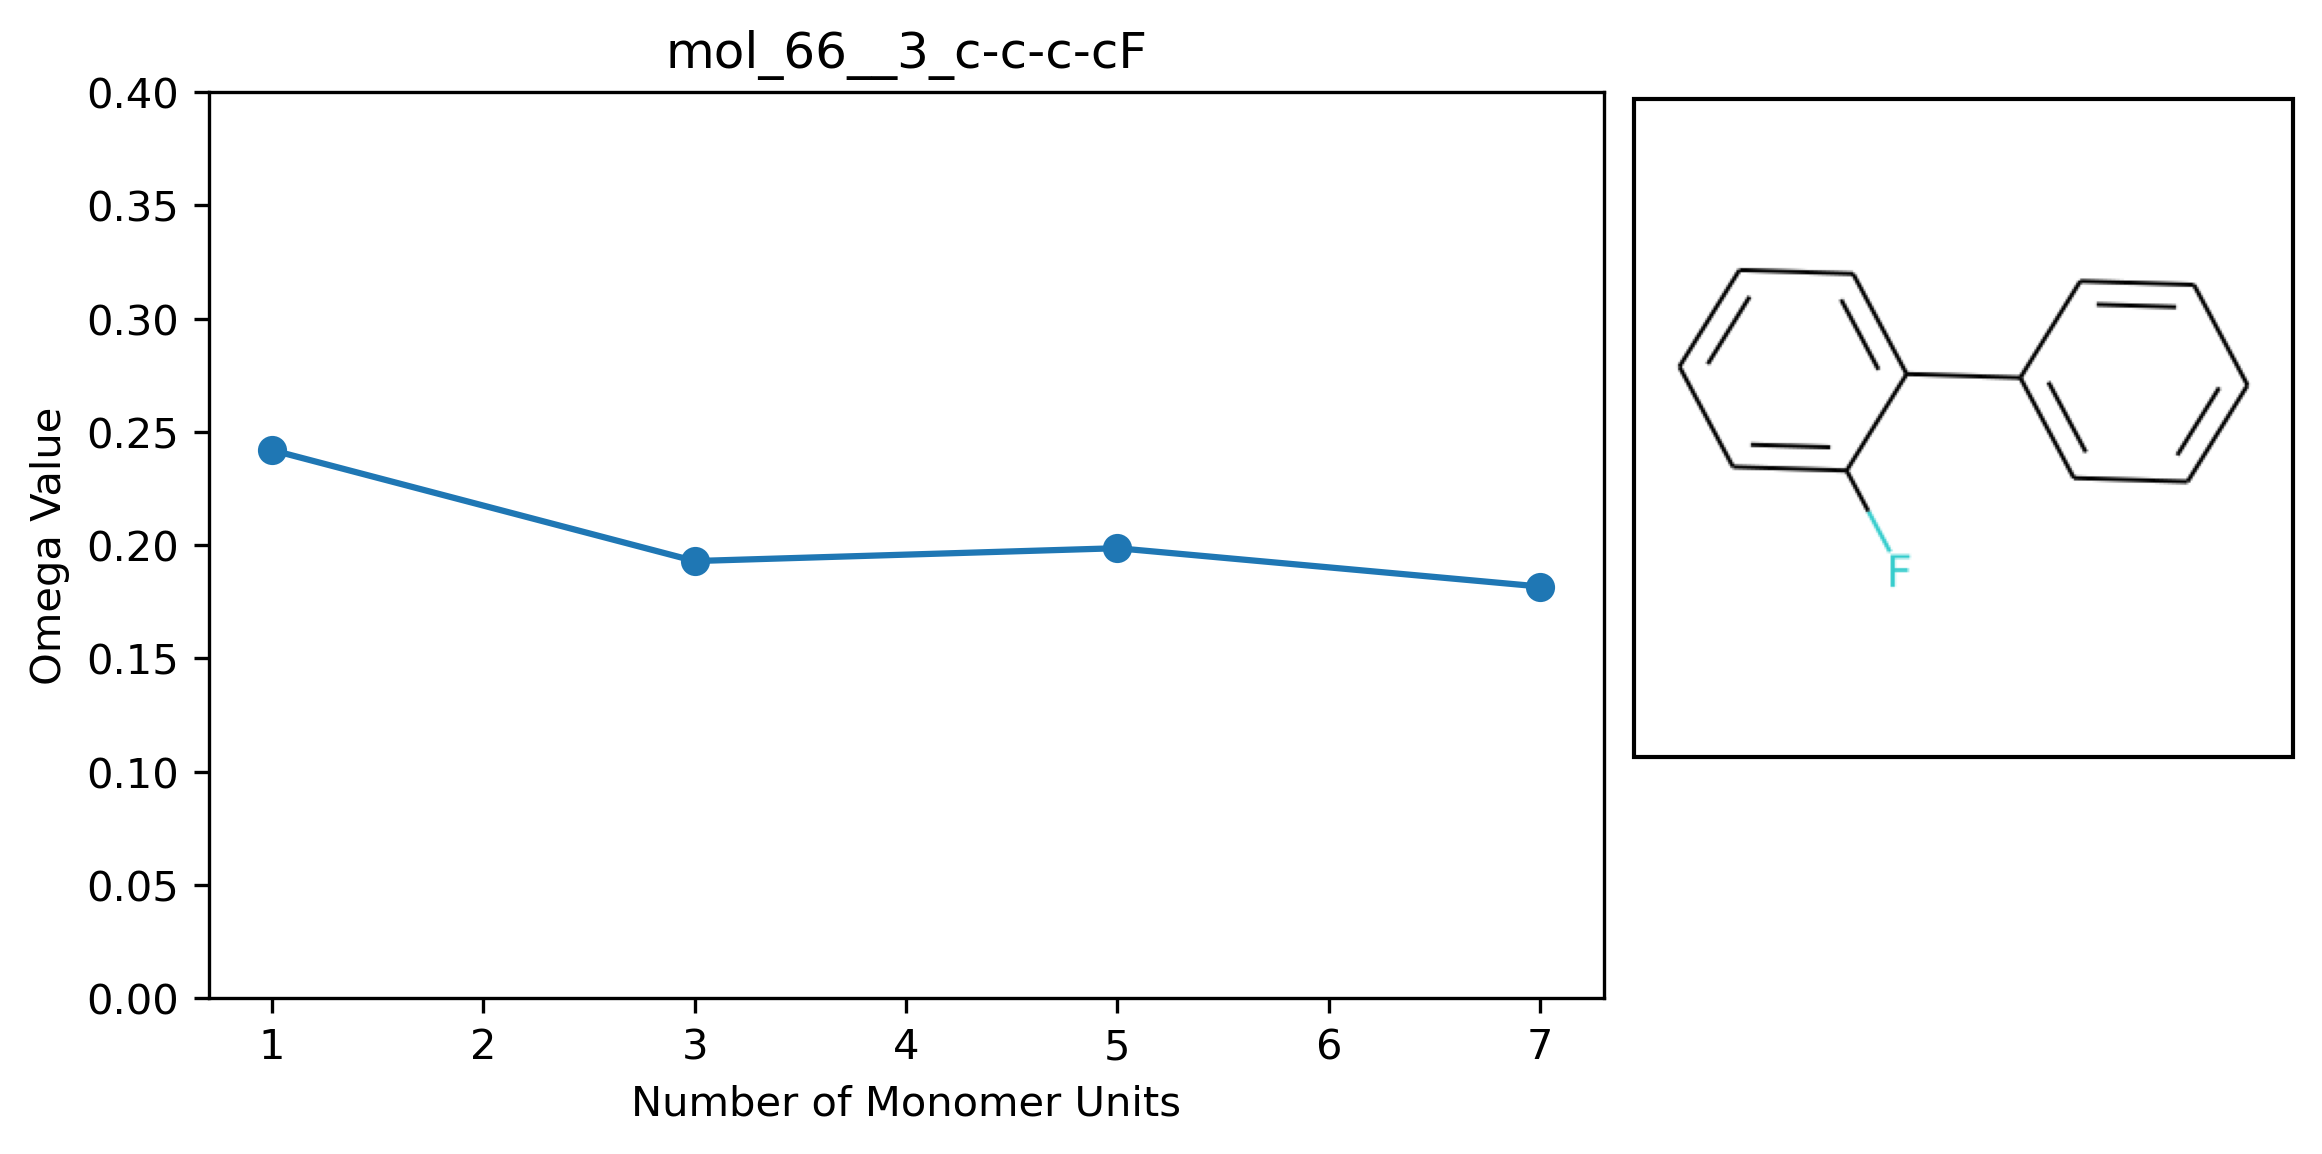 mol_66__3_c-c-c-cF
0.40
0.35
0.30
0.25
0.20
0.15
0.10
0.05
0.00
Omega Value
1 2 3 4 5 6 7
Number of Monomer Units
F